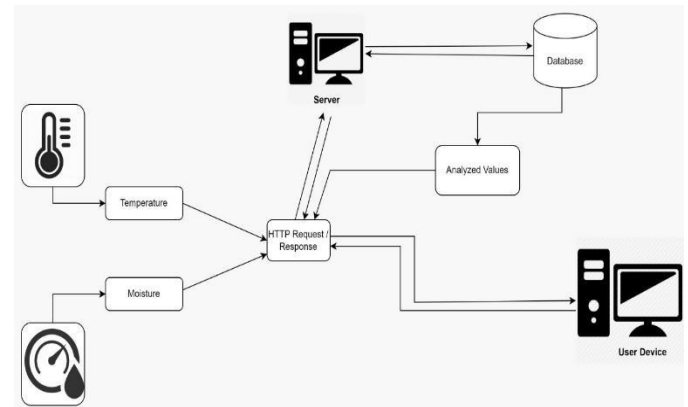 Server
Database
Analyzed Values
Temperature
HTTP Request /
Response
Moisture
User Device